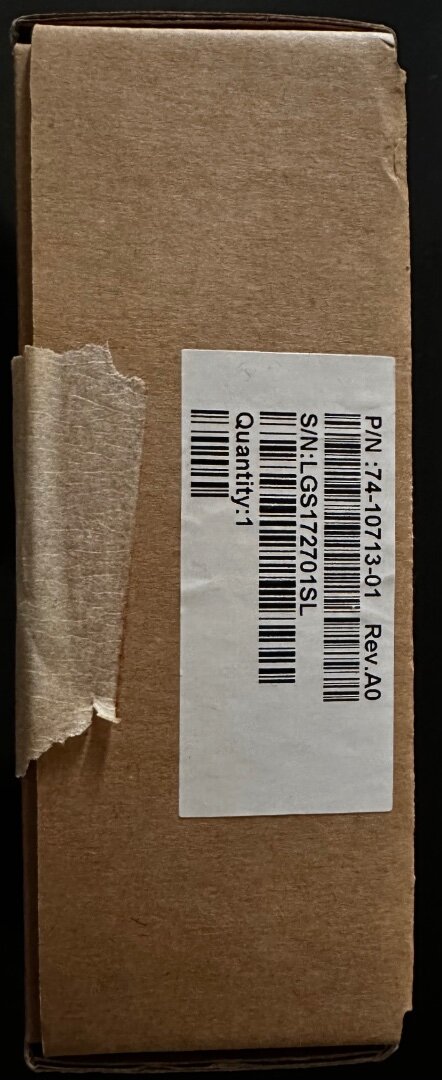 P/N :74-10713-01 Rev.A0
S/N:LGS172701SL
Quantity:1